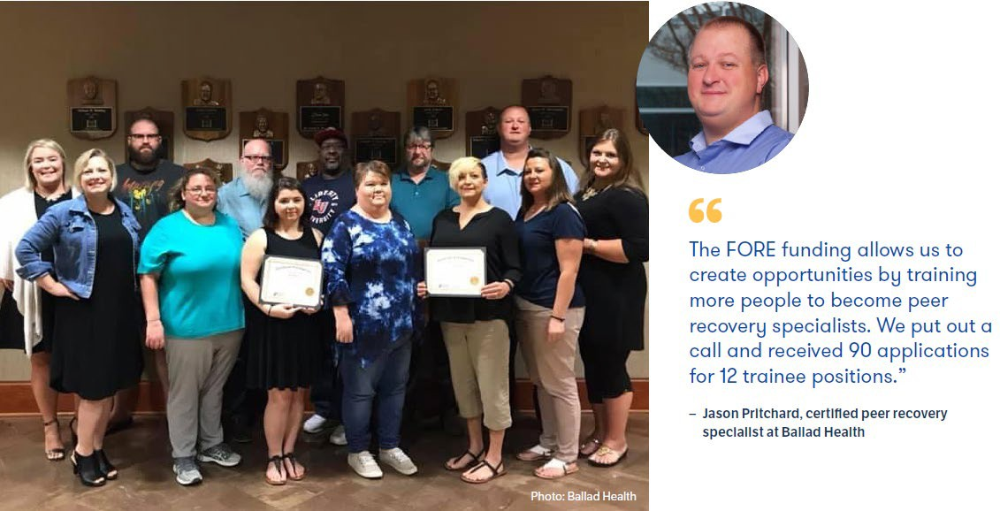 LIBERTY
UNIVERSITY
Photo: Ballad Health
“
The FORE funding allows us to
create opportunities by training
more people to become peer
recovery specialists. We put out a
call and received 90 applications
for 12 trainee positions.”
– Jason Pritchard, certified peer recovery
specialist at Ballad Health